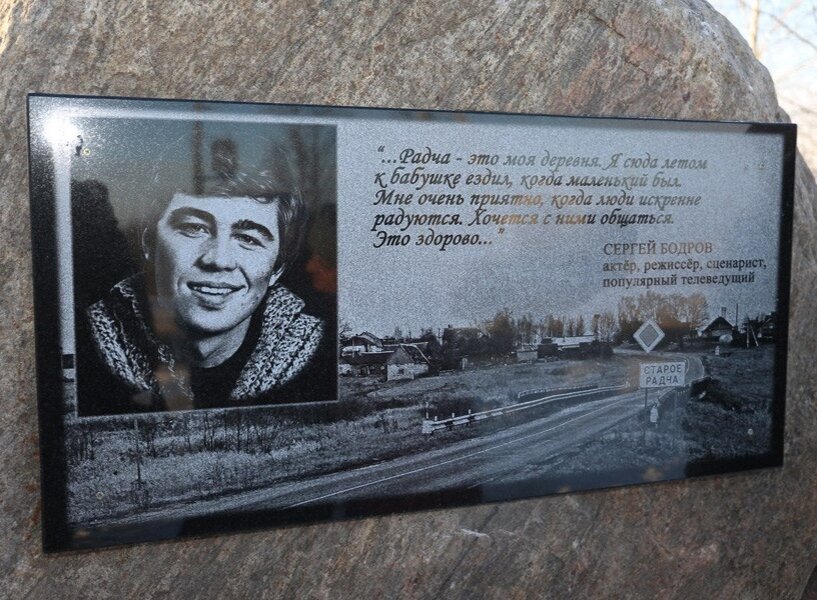 “...Радча - это моя деревня. Я сюда летом
к бабушке ездил, когда маленький был.
Мне очень приятно, когда люди искренне
радуются. Хочется с ними общаться.
Это здорово...”
СЕРГЕЙ БОДРОВ
актёр, режиссёр, сценарист,
популярный телеведущий
СТАРОЕ
РАДЧА